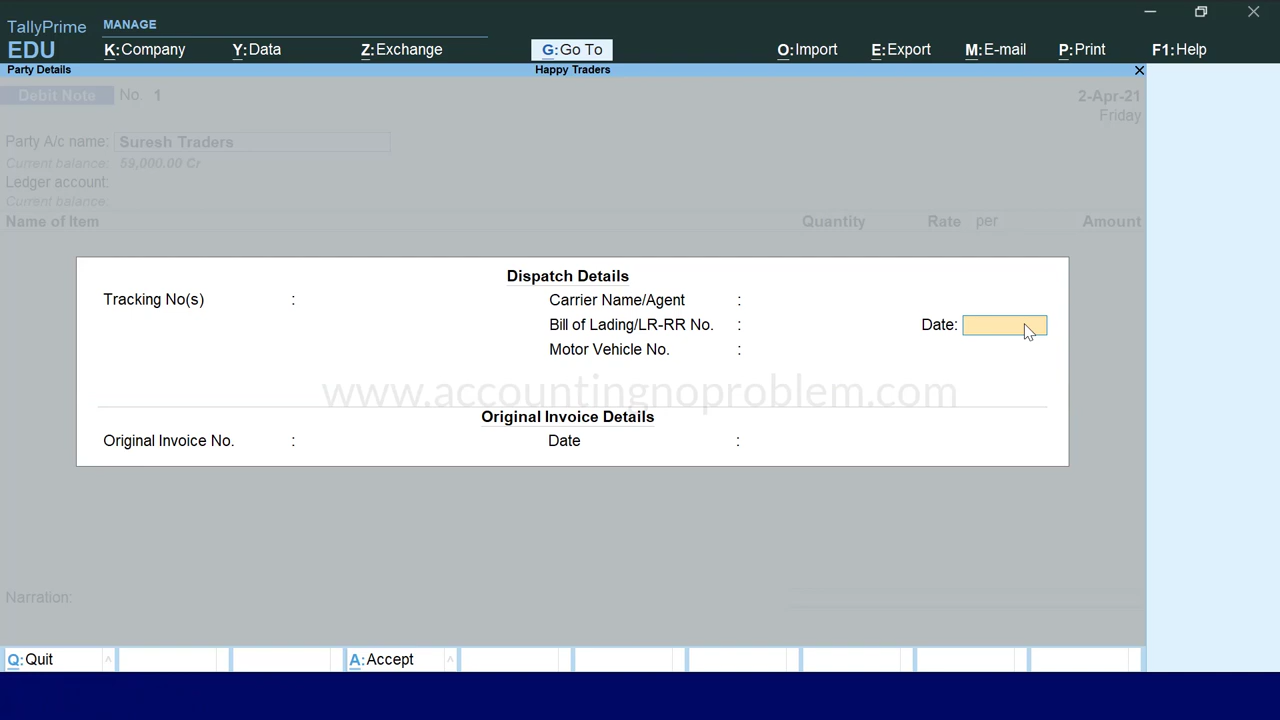 TallyPrime
EDU
MANAGE
K:Company
Y:Data
Z:Exchange
G:Go To
O:Import
E:Export
M:E-mail
P:Print
F1:Help
Party Details
Happy Traders
Debit Note No. 1
2-Apr-21
Friday
Party A/c name: Suresh Traders
Current balance: 59,000.00 Cr
Ledger account:
Current balance:
Name of Item Quantity Rate per Amount
Dispatch Details
Tracking No(s) :
Carrier Name/Agent :
Bill of Lading/LR-RR No. : Date:
Motor Vehicle No. :
www.accountingnoproblem.com
Original Invoice Details
Original Invoice No. : Date :
Narration:
Q:Quit
A:Accept